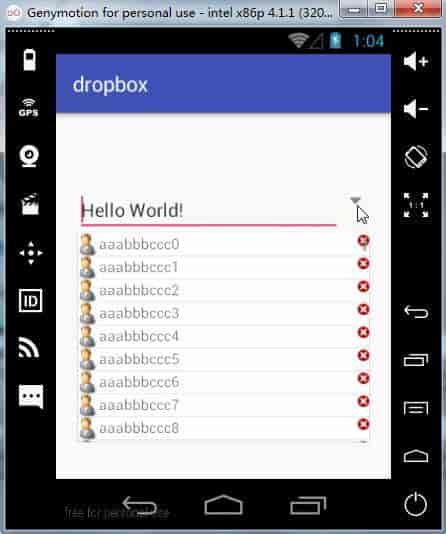 Genymotion for personal use - intel x86p 4.1.1 (320...
1:04
dropbox
GPS
Hello World!
1:1
aaabbbccc0
aaabbbccc1
aaabbbccc2
ID
aaabbbccc3
aaabbbccc4
aaabbbccc5
aaabbbccc6
aaabbbccc7
aaabbbccc8
free for personal use